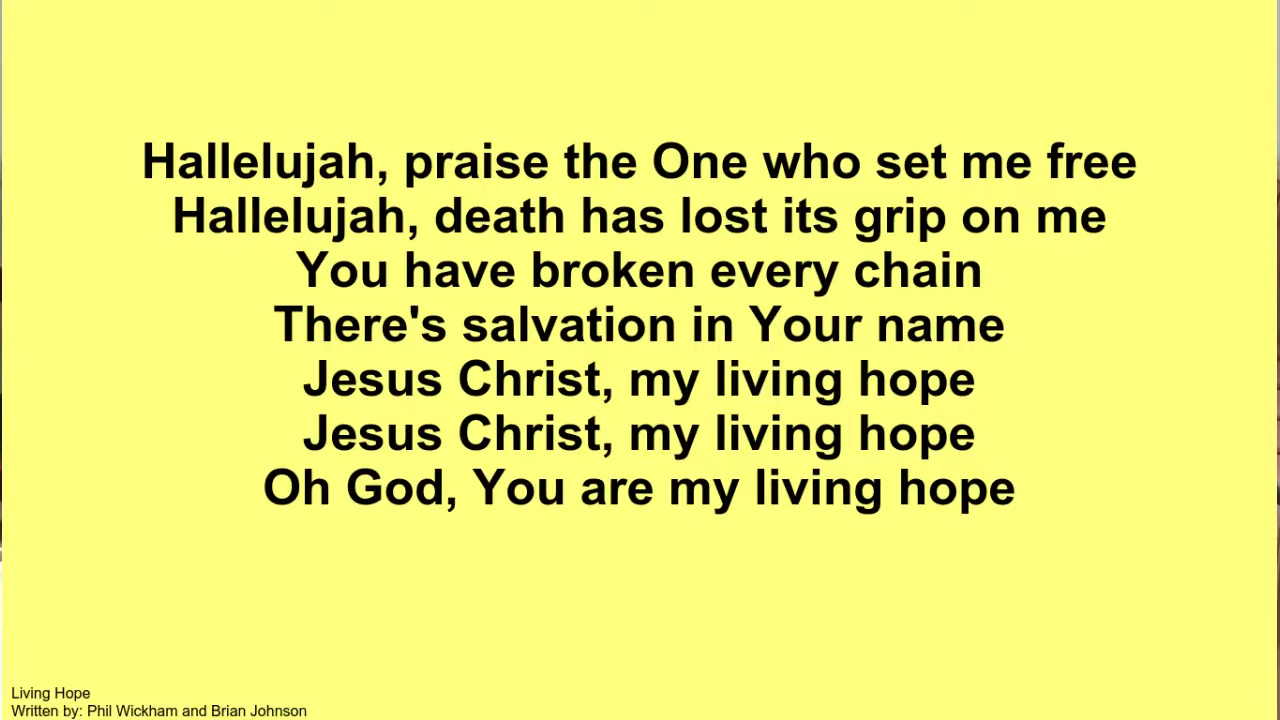 Hallelujah, praise the One who set me free
Hallelujah, death has lost its grip on me
You have broken every chain
There's salvation in Your name
Jesus Christ, my living hope
Jesus Christ, my living hope
Oh God, You are my living hope
Living Hope
Written by: Phil Wickham and Brian Johnson